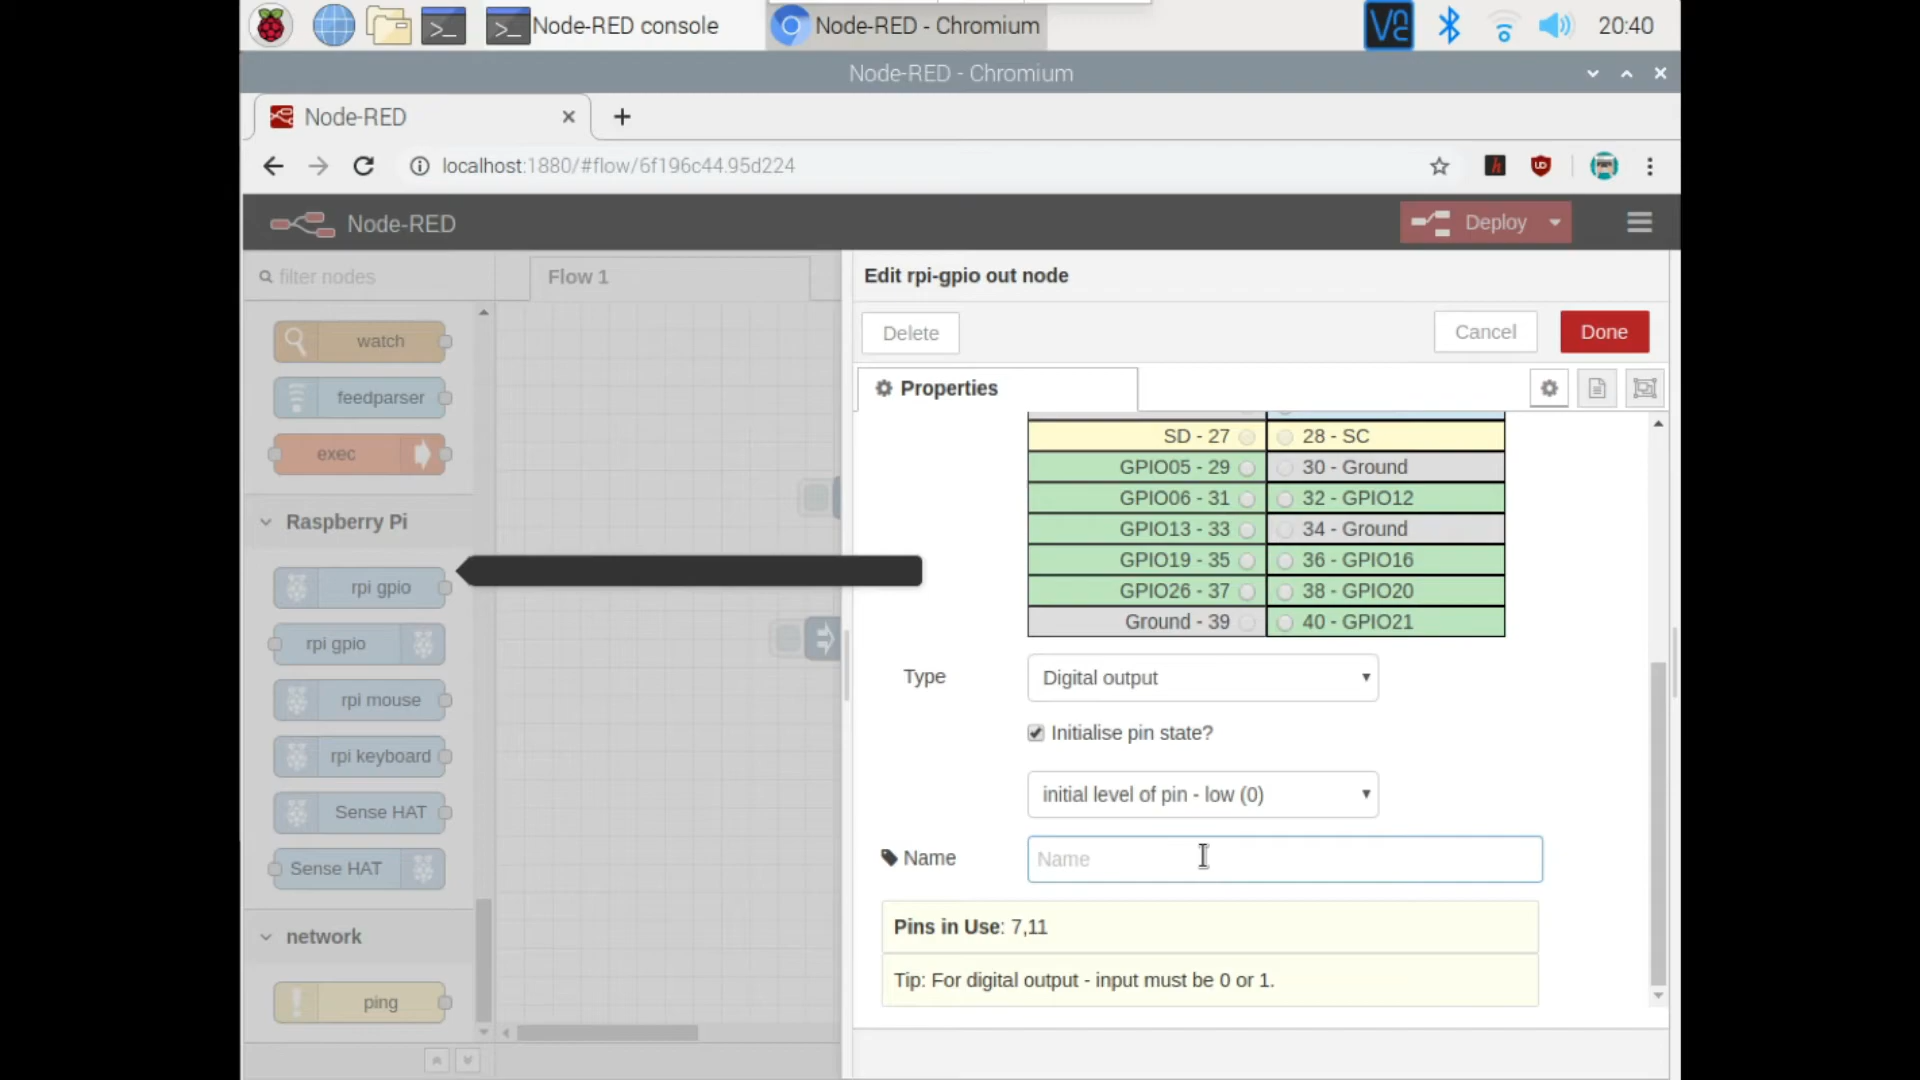 Node-RED console
Node-RED - Chromium
20:40
Node-RED - Chromium
Node-RED
localhost:1880/#flow/6f196c44.95d224
Node-RED
Deploy
filter nodes
Flow 1
Edit rpi-gpio out node
Delete
Cancel
Done
Properties
watch
feedparser
exec
Raspberry Pi
rpi gpio
rpi gpio
rpi mouse
rpi keyboard
Sense HAT
Sense HAT
network
ping
SD - 27 28 - SC
GPIO05 - 29 30 - Ground
GPIO06 - 31 32 - GPIO12
GPIO13 - 33 34 - Ground
GPIO19 - 35 36 - GPIO16
GPIO26 - 37 38 - GPIO20
Ground - 39 40 - GPIO21
Type Digital output
Initialise pin state?
initial level of pin - low (0)
Name Name
Pins in Use: 7,11
Tip: For digital output - input must be 0 or 1.